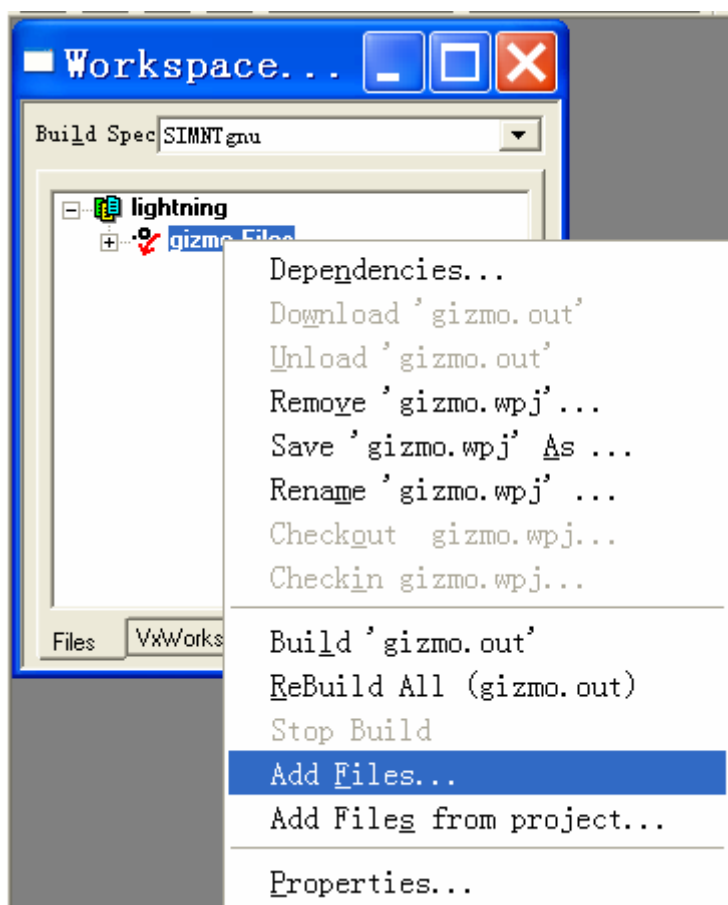 Workspace...
Build Spec SIMNTgnu
lightning
gizmo Files
Dependencies...
Download 'gizmo.out'
Unload 'gizmo.out'
Remove 'gizmo.wpj'...
Save 'gizmo.wpj' As ...
Rename 'gizmo.wpj' ...
Checkout gizmo.wpj...
Checkin gizmo.wpj...
Files VxWorks
Build 'gizmo.out'
ReBuild All (gizmo.out)
Stop Build
Add Files...
Add Files from project...
Properties...